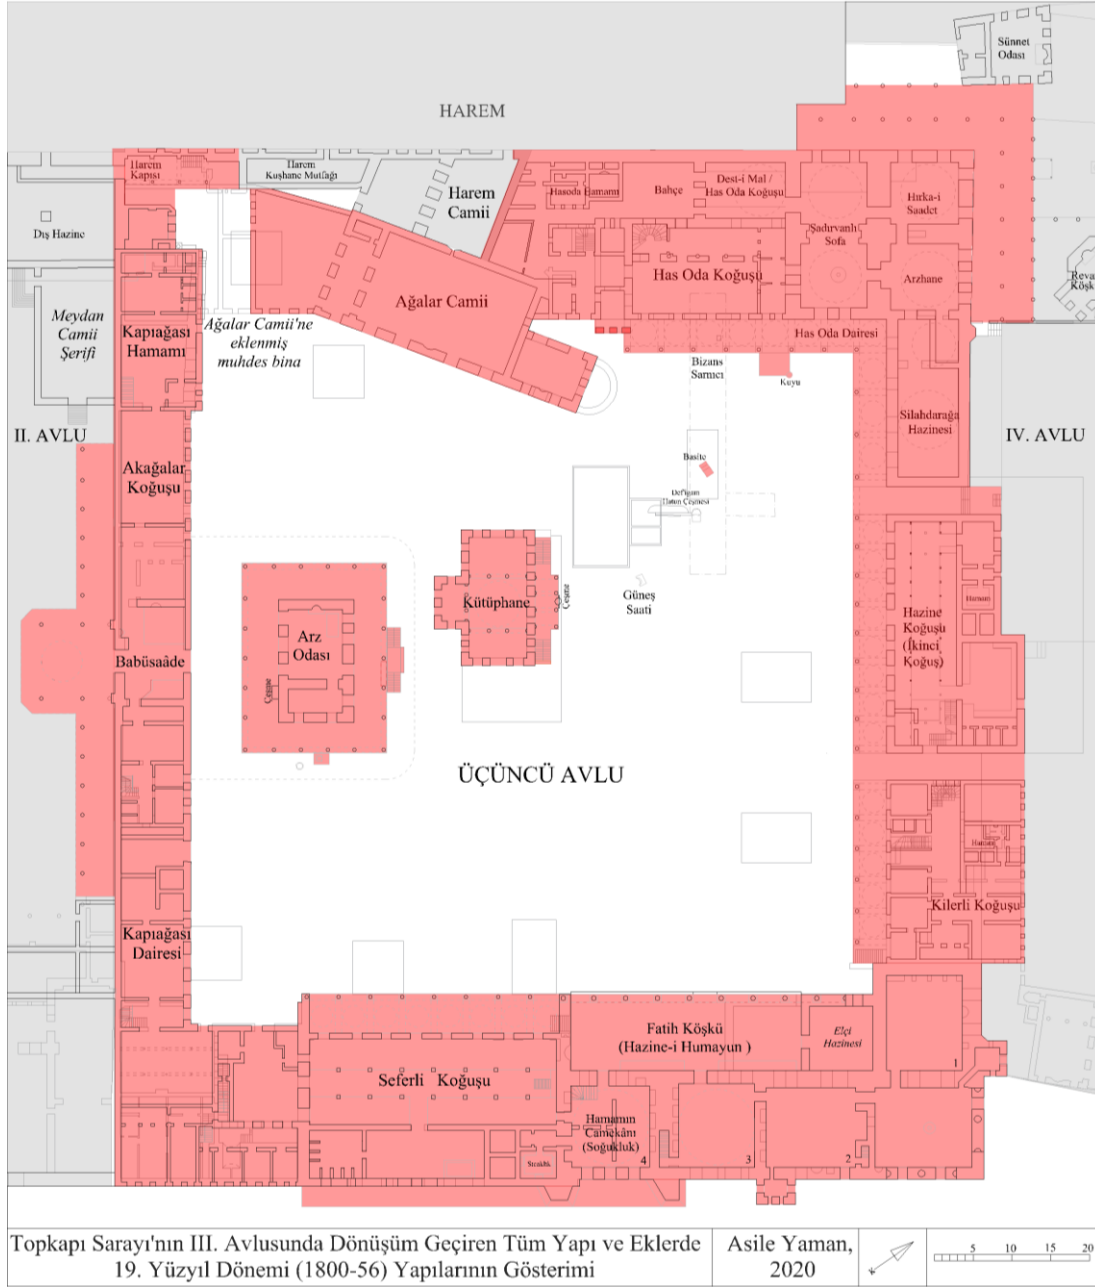 Sünnet
Odası
HAREM
Harem
Kapısı
Harem
Kuşhane Mutfağı
Harem
Camii
Hasoda Hamamı
Bahçe
Dest-i Mal /
Has Oda Koğuşu
Hırka-i
Saadet
Dış Hazine
Şadırvanlı
Sofa
Has Oda Koğuşu
Arzhane
Ağalar Camii
Meydan
Camii
Şerifi
Kapıağası
Hamamı
Ağalar Camii'ne
eklenmiş
muhdes bina
Has Oda Dairesi
Bizans
Sarnıcı
Kuyu
Silahdarağa
Hazinesi
II. AVLU
IV. AVLU
Akağalar
Koğuşu
Güneş
Saati
Kütüphane
Çeşme
Hazine
Koğuşu
(İkinci
Koğuş)
Hamam
Arz
Odası
Çeşme
Babüsaâde
ÜÇÜNCÜ AVLU
Hamam
Kilerli Koğuşu
Kapıağası
Dairesi
Fatih Köşkü
(Hazine-i Humayun )
Elçi
Hazinesi
1
Seferli Koğuşu
Hamamın
Camekânı
(Soğukluk)
Sıcaklık
4
3
2
Topkapı Sarayı'nın III. Avlusunda Dönüşüm Geçiren Tüm Yapı ve Eklerde
19. Yüzyıl Dönemi (1800-56) Yapılarının Gösterimi
Asile Yaman,
2020
5 10 15 20